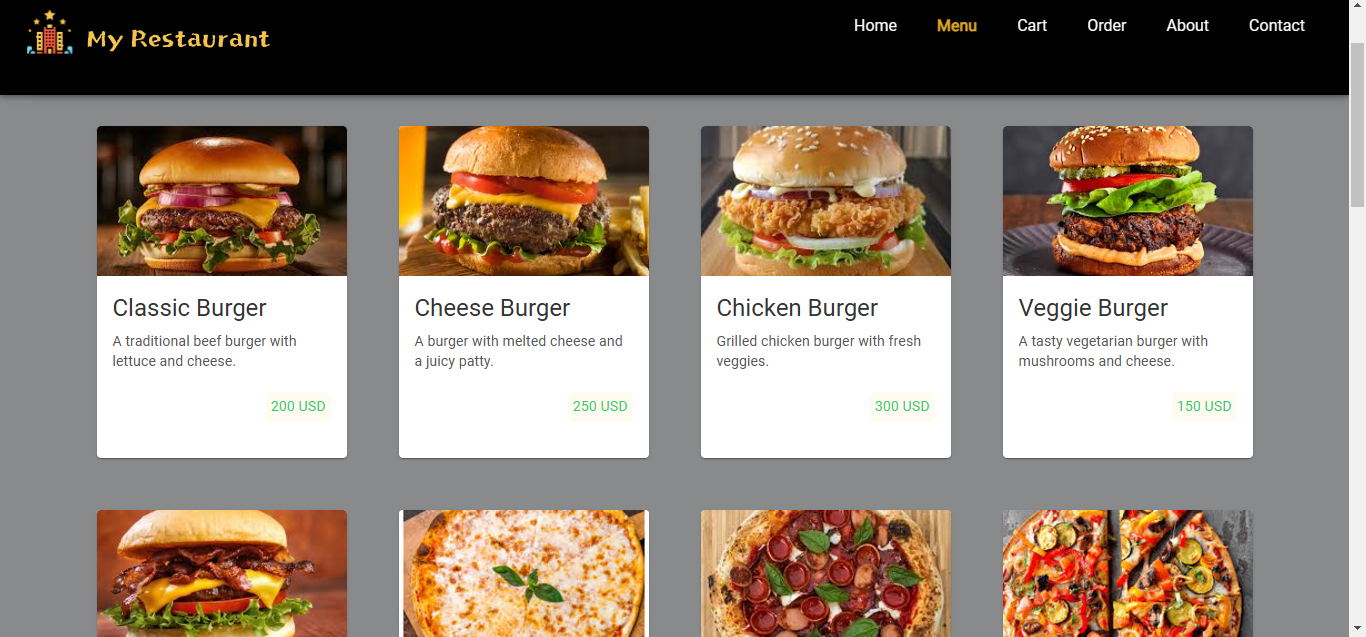 My Restaurant
Home
Menu
Cart
Order
About
Contact
Classic Burger
A traditional beef burger with
lettuce and cheese.
200 USD
Cheese Burger
A burger with melted cheese and
a juicy patty.
250 USD
Chicken Burger
Grilled chicken burger with fresh
veggies.
300 USD
Veggie Burger
A tasty vegetarian burger with
mushrooms and cheese.
150 USD